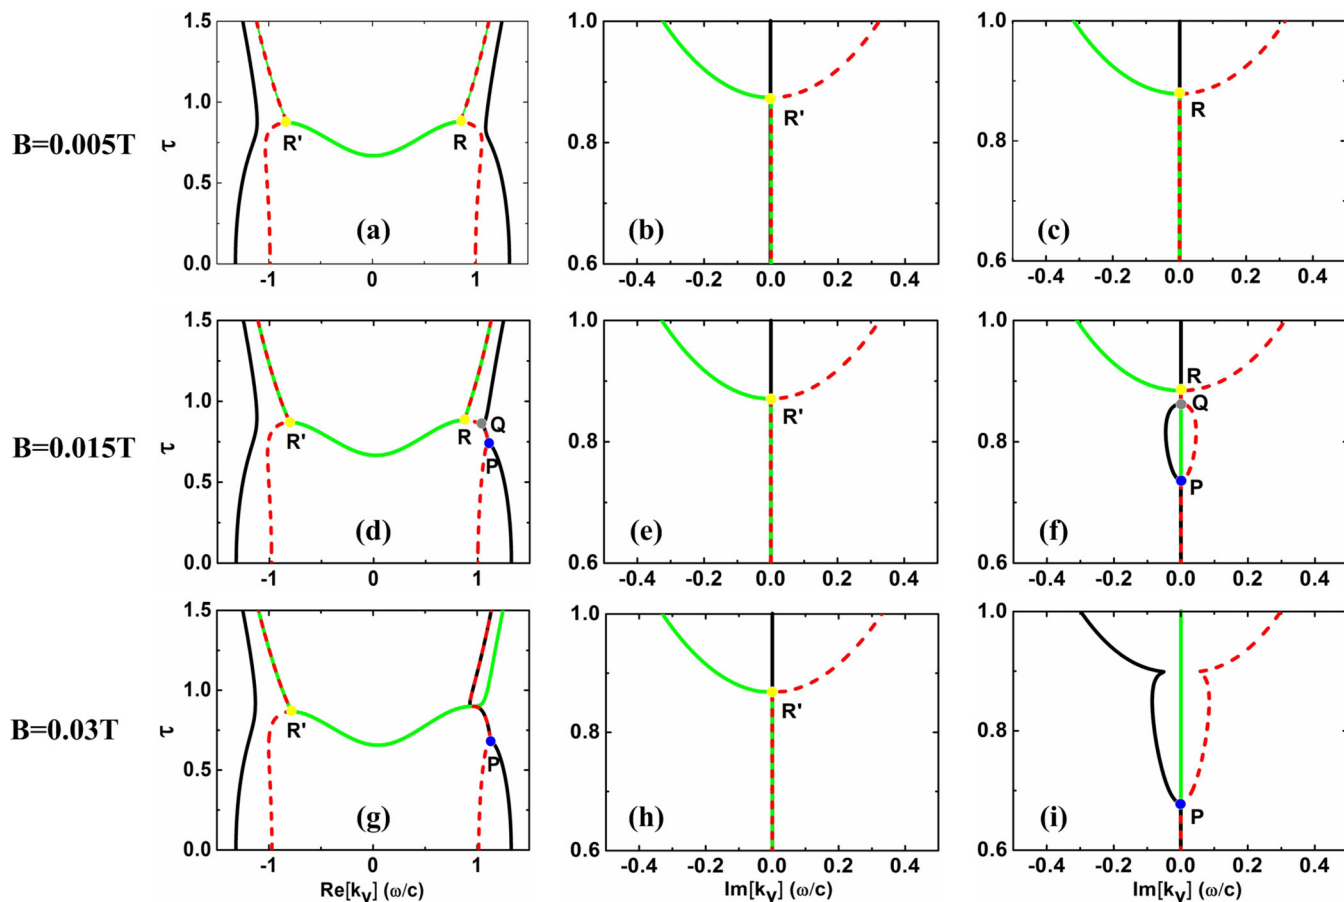 B=0.005T
τ
1.5
1.0
0.5
0.0
-1
0
1
R'
R
(a)
1.0
0.8
0.6
-0.4
-0.2
0.0
0.2
0.4
R'
(b)
1.0
0.8
0.6
-0.4
-0.2
0.0
0.2
0.4
R
(c)
B=0.015T
τ
1.5
1.0
0.5
0.0
-1
0
1
R'
R
Q
P
(d)
1.0
0.8
0.6
-0.4
-0.2
0.0
0.2
0.4
R'
(e)
1.0
0.8
0.6
-0.4
-0.2
0.0
0.2
0.4
R
Q
P
(f)
B=0.03T
τ
1.5
1.0
0.5
0.0
-1
0
1
R'
P
(g)
Re[ky] (ω/c)
1.0
0.8
0.6
-0.4
-0.2
0.0
0.2
0.4
R'
(h)
Im[ky] (ω/c)
1.0
0.8
0.6
-0.4
-0.2
0.0
0.2
0.4
P
(i)
Im[ky] (ω/c)